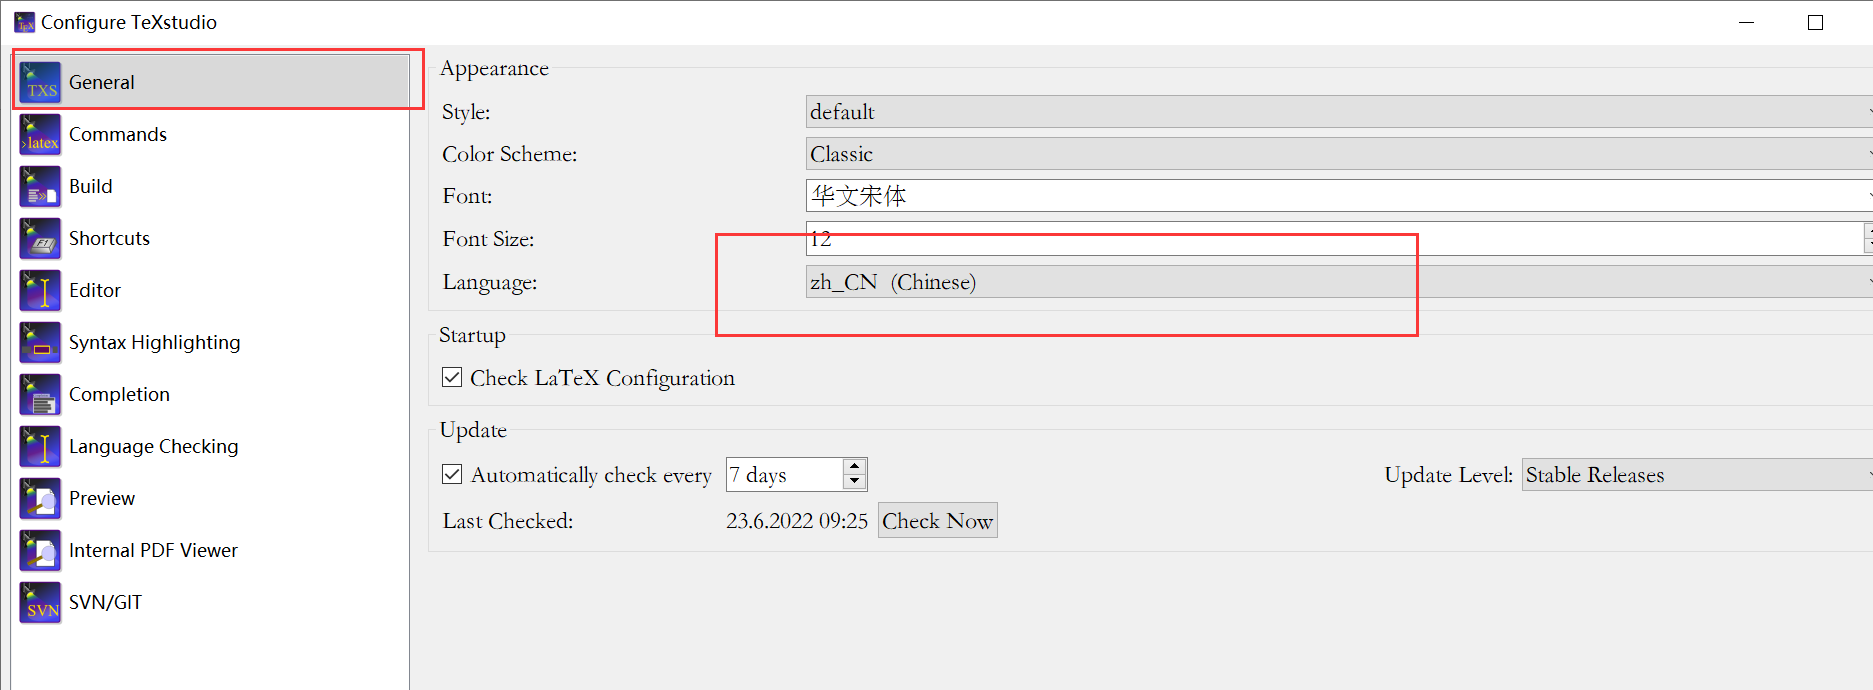 Configure TeXstudio
TXS General
>latex Commands
Build
F1 Shortcuts
Editor
Syntax Highlighting
Completion
Language Checking
Preview
Internal PDF Viewer
SVN SVN/GIT
Appearance
Style: default
Color Scheme: Classic
Font: 华文宋体
Font Size: 12
Language: zh_CN (Chinese)
Startup
Check LaTeX Configuration
Update
Automatically check every 7 days Update Level: Stable Releases
Last Checked: 23.6.2022 09:25 Check Now